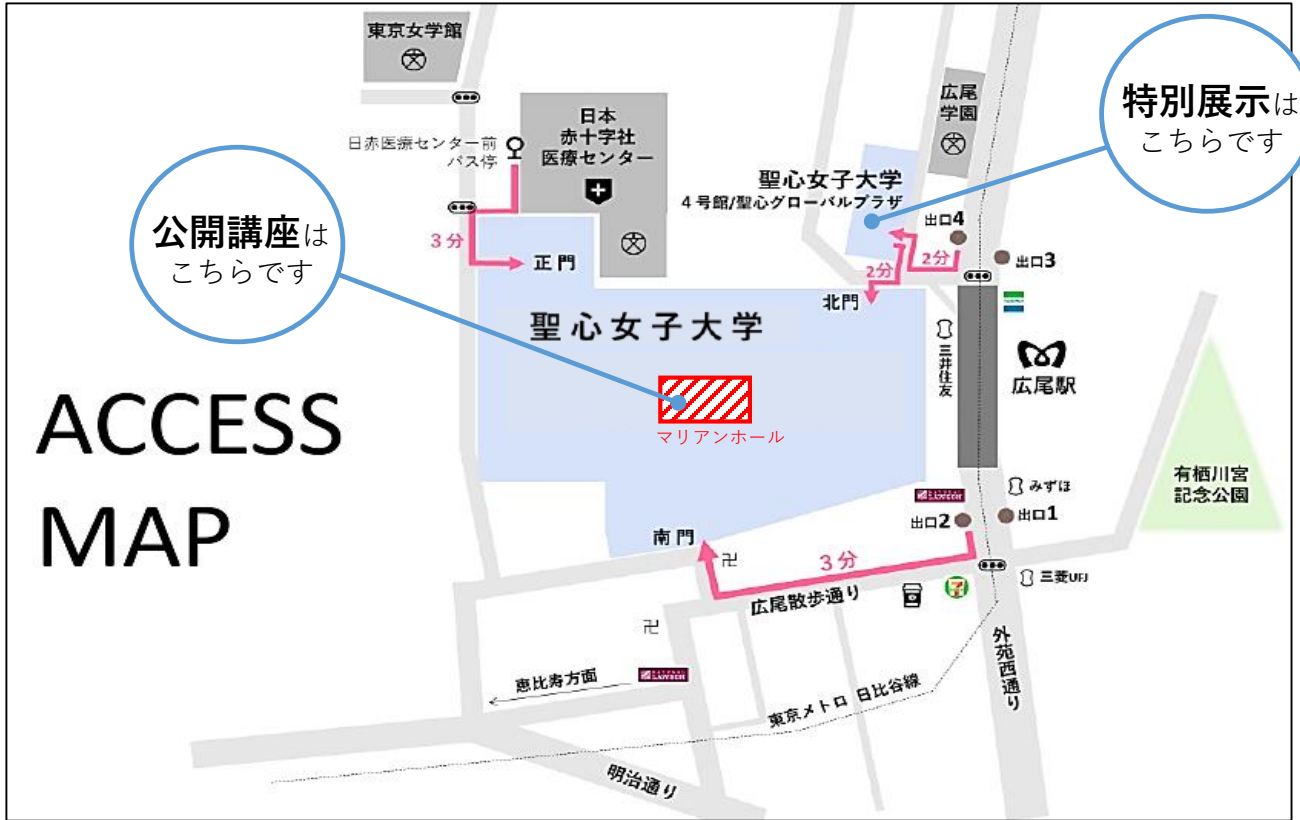 東京女学館
日本
赤十字社
医療センター
日赤医療センター前
バス停
広尾
学園
特別展示は
こちらです
聖心女子大学
4号館/聖心グローバルプラザ
公開講座は
こちらです
3分
正門
出口4
2分
2分
出口3
北門
聖心女子大学
三井住友
広尾駅
マリアンホール
ACCESS
MAP
有栖川宮
記念公園
みずほ
出口2
出口1
南門
卍
3分
三菱UFJ
広尾散歩通り
7
卍
外苑西通り
恵比寿方面
東京メトロ 日比谷線
明治通り